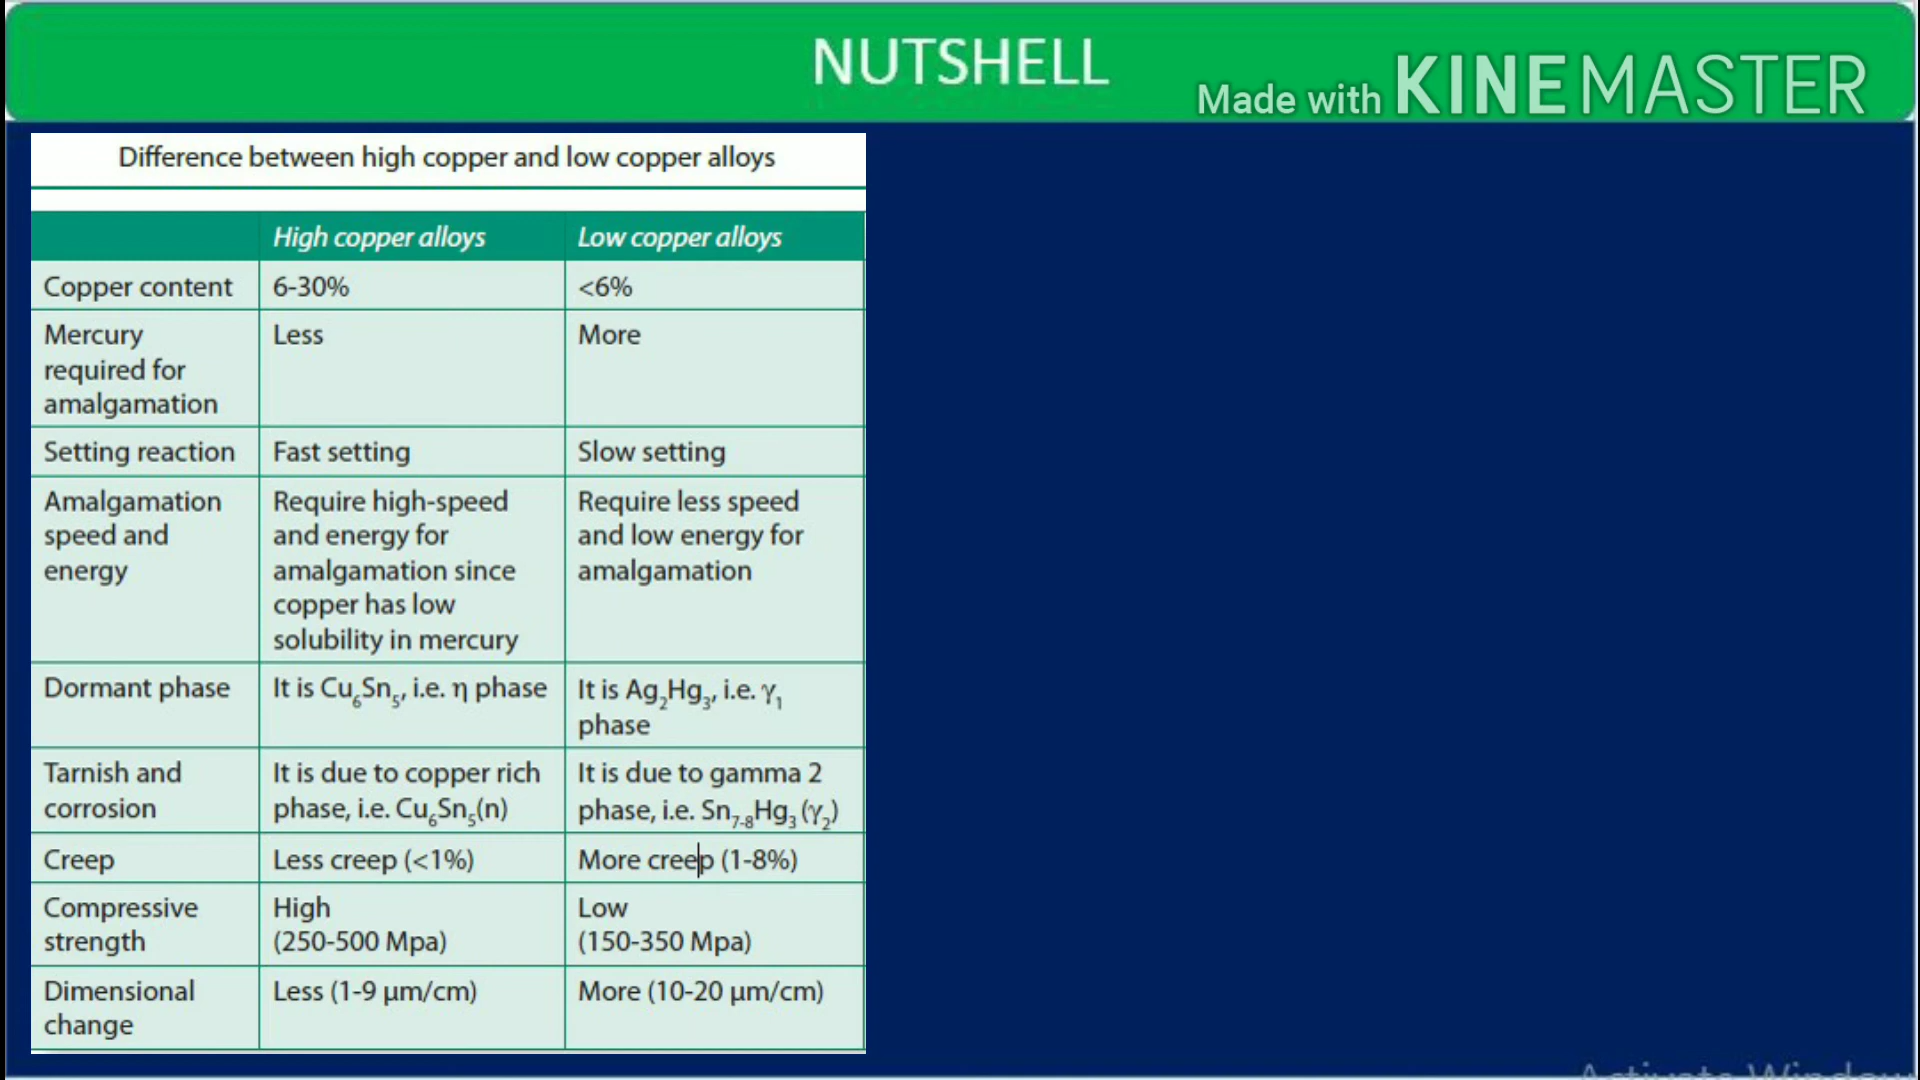 NUTSHELL
Made with KINEMASTER
Difference between high copper and low copper alloys
High copper alloys Low copper alloys
Copper content 6-30% <6%
Mercury Less More
required for
amalgamation
Setting reaction Fast setting Slow setting
Amalgamation Require high-speed Require less speed
speed and and energy for and low energy for
energy amalgamation since amalgamation
copper has low
solubility in mercury
Dormant phase It is Cu₆Sn₅, i.e. η phase It is Ag₂Hg₃, i.e. γ₁
phase
Tarnish and It is due to copper rich It is due to gamma 2
corrosion phase, i.e. Cu₆Sn₅(n) phase, i.e. Sn₇₋₈Hg₃ (γ₂)
Creep Less creep (<1%) More creep (1-8%)
Compressive High Low
strength (250-500 Mpa) (150-350 Mpa)
Dimensional Less (1-9 μm/cm) More (10-20 μm/cm)
change
Activate Window